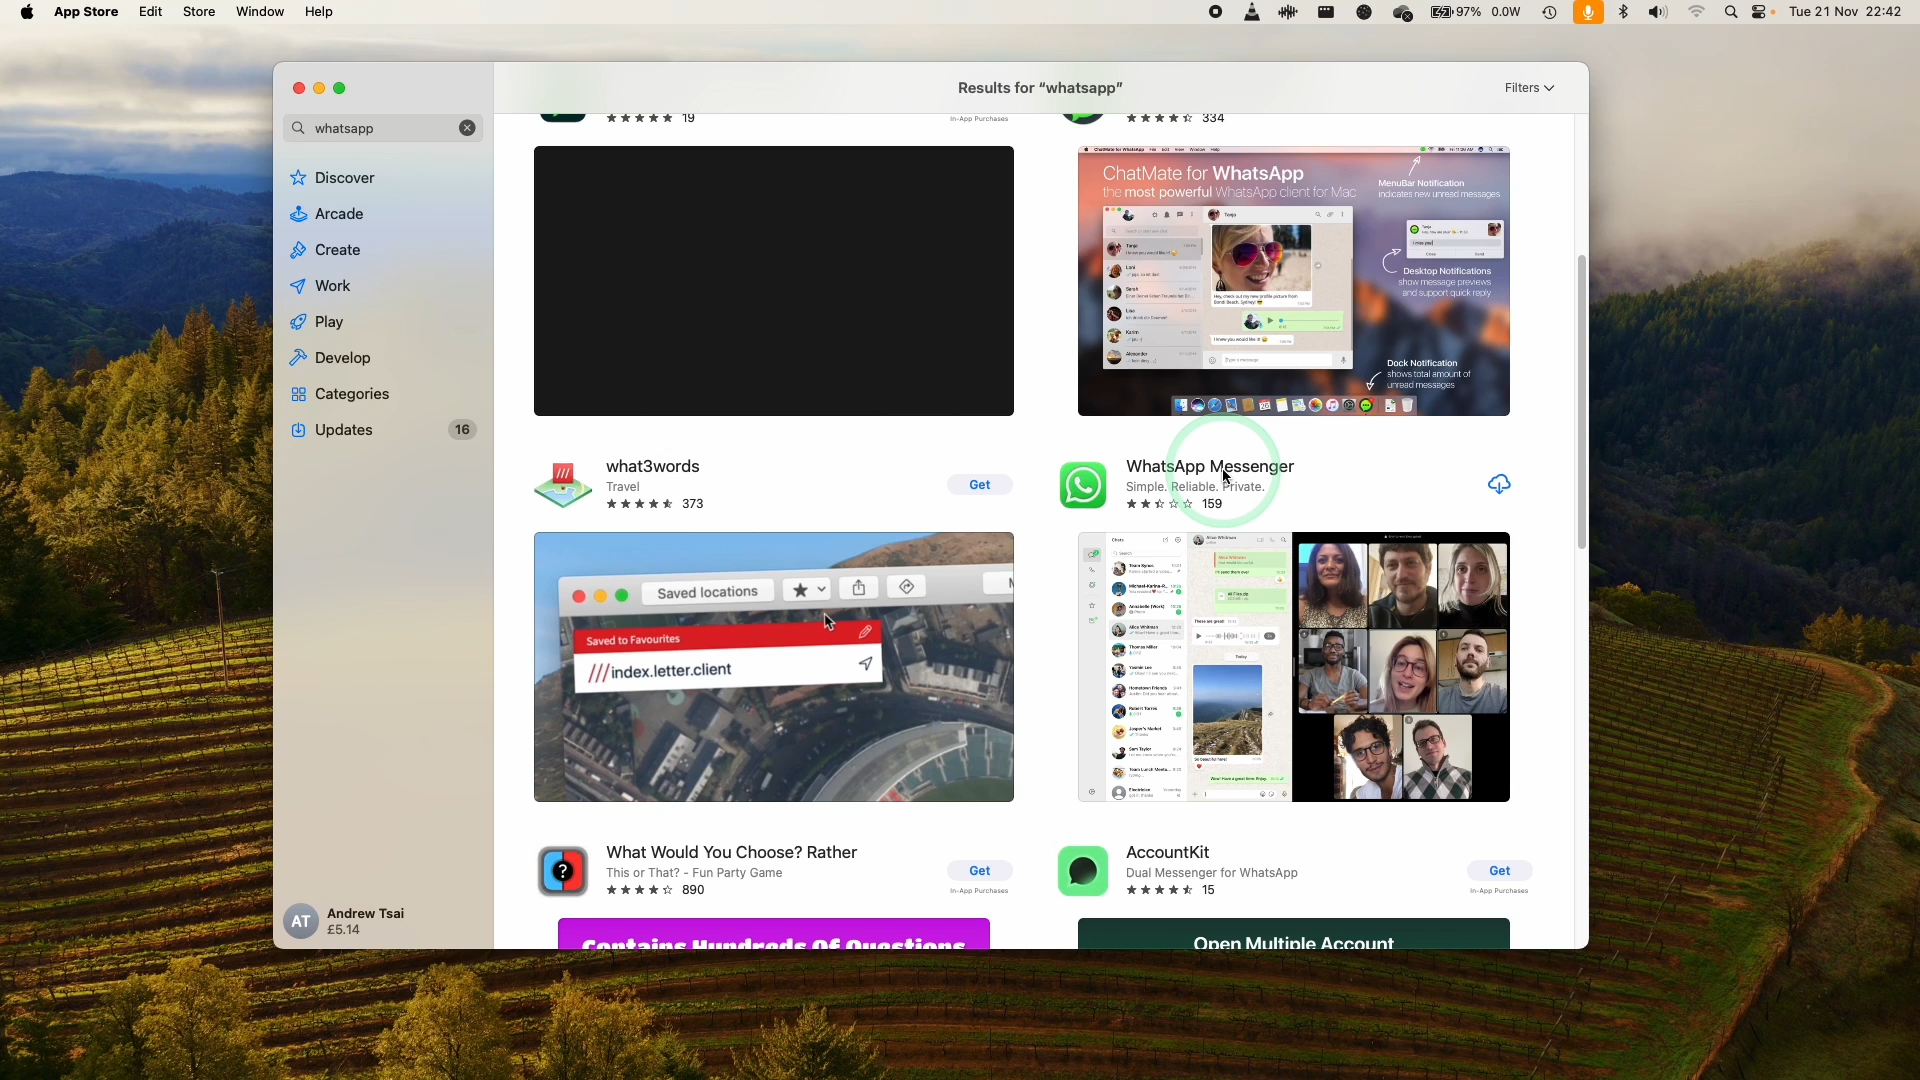 App Store Edit Store Window Help
97% 0.0W Tue 21 Nov 22:42
Results for “whatsapp”
Filters
whatsapp
Discover
Arcade
Create
Work
Play
Develop
Categories
Updates 16
Andrew Tsai
£5.14
19
In-App Purchases
334
ChatMate for WhatsApp
the most powerful WhatsApp client for Mac
MenuBar Notification
indicates new unread messages
Desktop Notifications
show message previews
and support quick reply
Dock Notification
shows total amount of
unread messages
what3words
Travel
373
Get
WhatsApp Messenger
Simple. Reliable. Private.
159
Saved locations
Saved to Favourites
///index.letter.client
Chats
What Would You Choose? Rather
This or That? - Fun Party Game
890
Get
In-App Purchases
AccountKit
Dual Messenger for WhatsApp
15
Get
In-App Purchases
Contains Hundreds Of Questions
Open Multiple Account